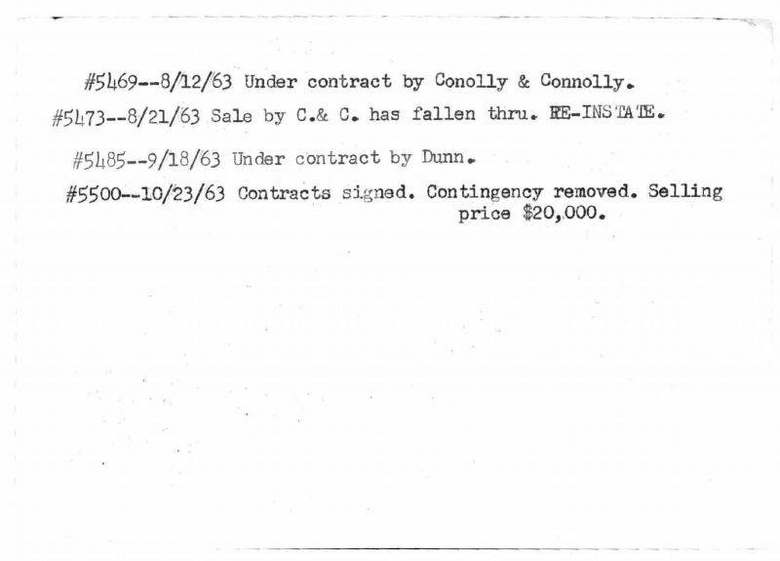 #5469--8/12/63 Under contract by Conolly & Connolly.
#5473--8/21/63 Sale by C.& C. has fallen thru. RE-INSTATE.
#5485--9/18/63 Under contract by Dunn.
#5500--10/23/63 Contracts signed. Contingency removed. Selling
price $20,000.